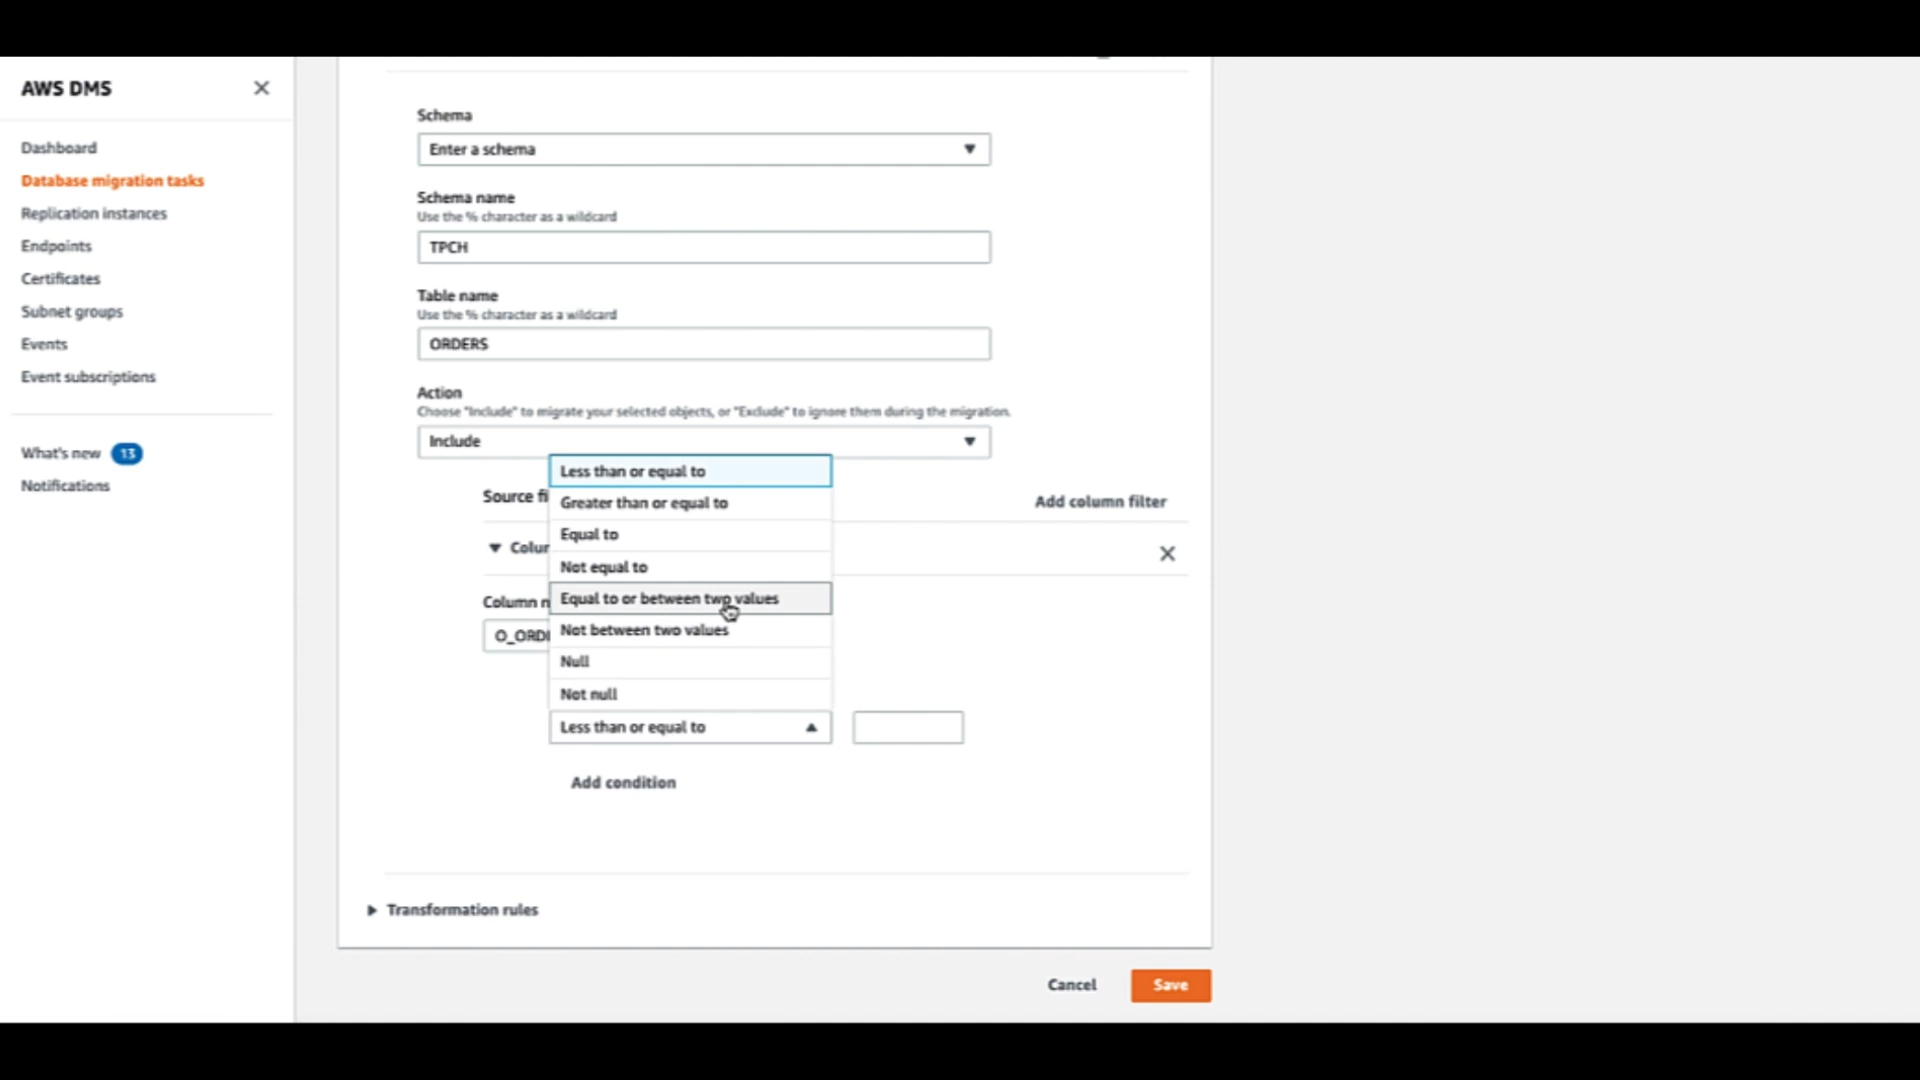 AWS DMS
Dashboard
Database migration tasks
Replication instances
Endpoints
Certificates
Subnet groups
Events
Event subscriptions
What's new 13
Notifications
Schema
Enter a schema
Schema name
Use the % character as a wildcard
TPCH
Table name
Use the % character as a wildcard
ORDERS
Action
Choose "Include" to migrate your selected objects, or "Exclude" to ignore them during the migration.
Include
Source fi
Add column filter
Colur
Column n
O_ORD
Less than or equal to
Greater than or equal to
Equal to
Not equal to
Equal to or between two values
Not between two values
Null
Not null
Less than or equal to
Add condition
Transformation rules
Cancel
Save